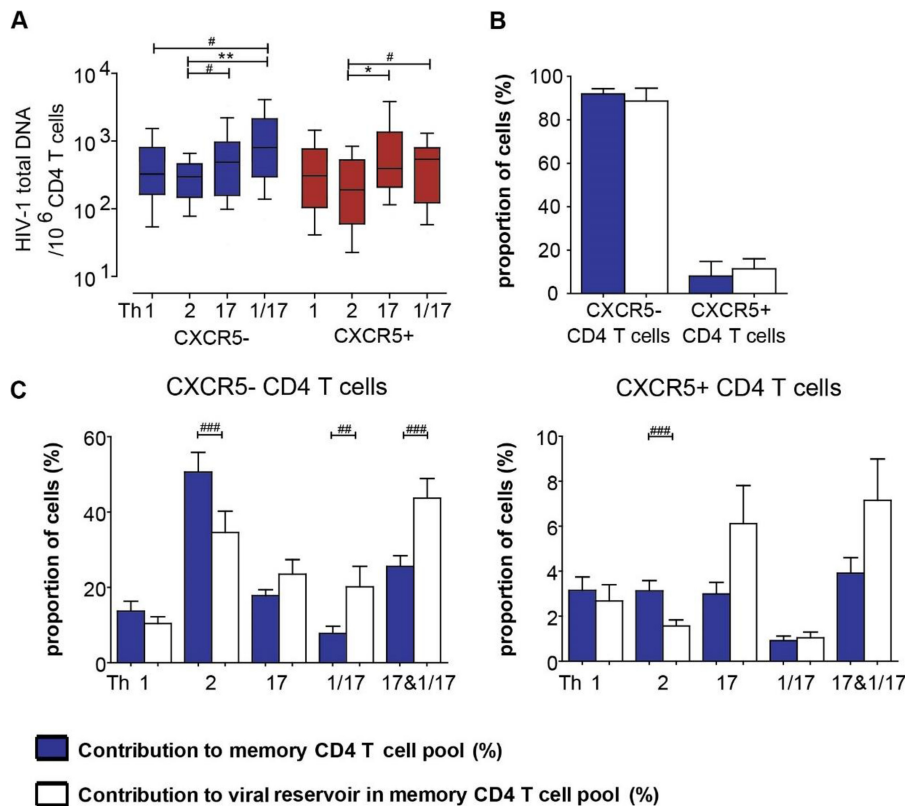 A
HIV-1 total DNA
/10^6 CD4 T cells
10^4
10^3
10^2
10^1
#
**
#
#
*
Th 1 2 17 1/17 1 2 17 1/17
CXCR5- CXCR5+
B
proportion of cells (%)
100
80
60
40
20
0
CXCR5- CXCR5+
CD4 T cells CD4 T cells
C
CXCR5- CD4 T cells
proportion of cells (%)
60
40
20
0
###
##
###
Th 1 2 17 1/17 17&1/17
CXCR5+ CD4 T cells
proportion of cells (%)
10
8
6
4
2
0
###
Th 1 2 17 1/17 17&1/17
Contribution to memory CD4 T cell pool (%)
Contribution to viral reservoir in memory CD4 T cell pool (%)